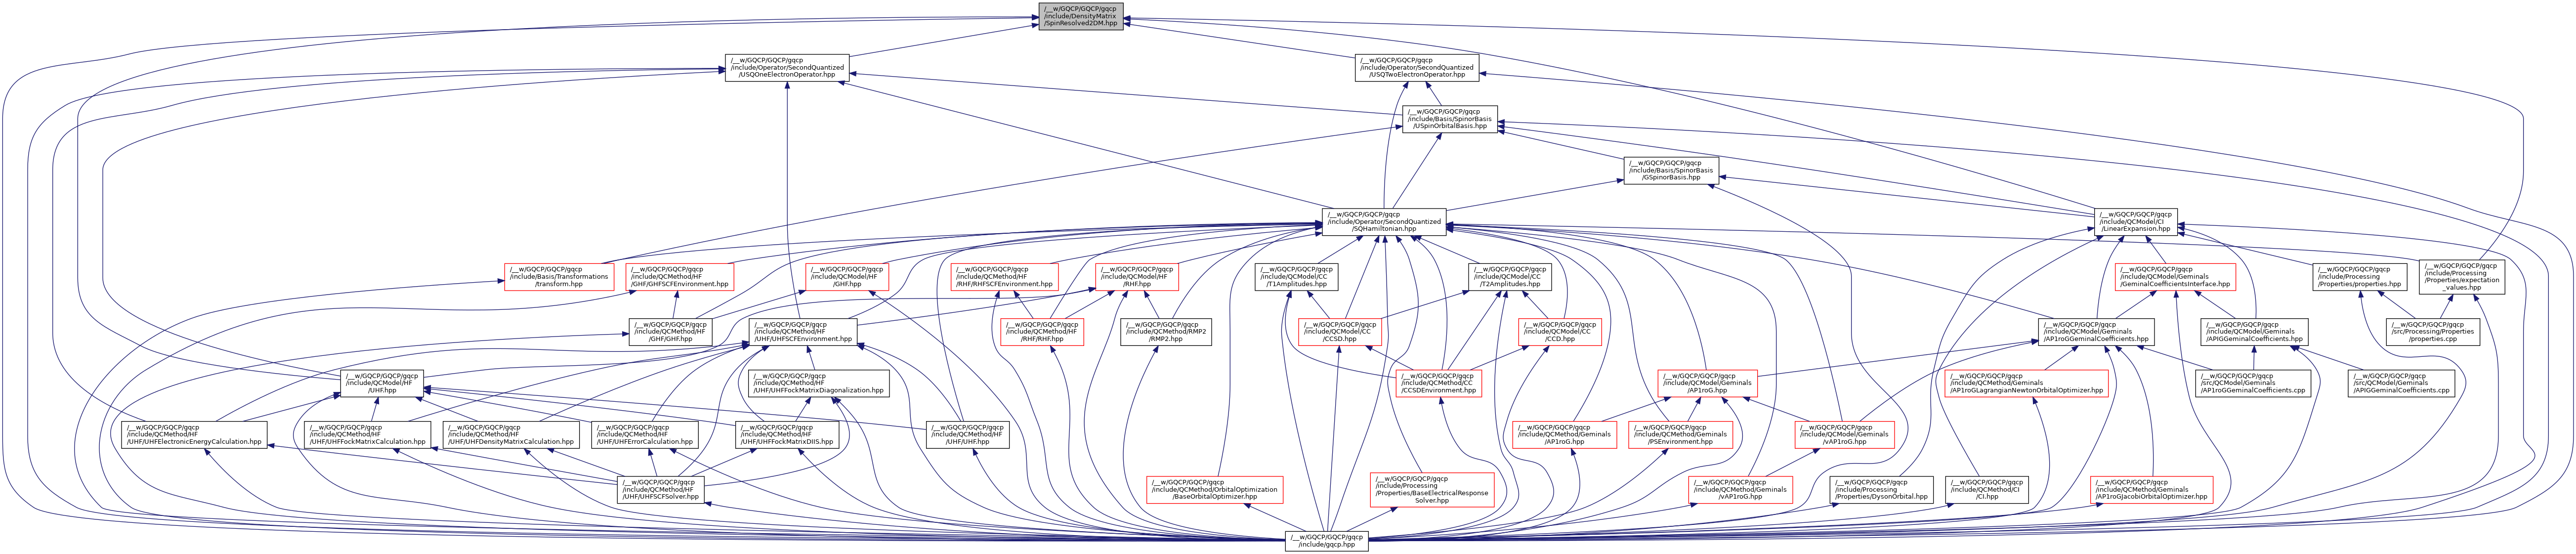 /__w/GQCP/GQCP/gqcp
/include/DensityMatrix
/SpinResolved2DM.hpp
/__w/GQCP/GQCP/gqcp
/include/Operator/SecondQuantized
/USQOneElectronOperator.hpp
/__w/GQCP/GQCP/gqcp
/include/Operator/SecondQuantized
/USQTwoElectronOperator.hpp
/__w/GQCP/GQCP/gqcp
/include/Basis/SpinorBasis
/USpinOrbitalBasis.hpp
/__w/GQCP/GQCP/gqcp
/include/Basis/SpinorBasis
/GSpinorBasis.hpp
/__w/GQCP/GQCP/gqcp
/include/Operator/SecondQuantized
/SQHamiltonian.hpp
/__w/GQCP/GQCP/gqcp
/include/QCModel/CI
/LinearExpansion.hpp
/__w/GQCP/GQCP/gqcp
/include/Basis/Transformations
/transform.hpp
/__w/GQCP/GQCP/gqcp
/include/QCMethod/HF
/GHF/GHFSCFEnvironment.hpp
/__w/GQCP/GQCP/gqcp
/include/QCModel/HF
/GHF.hpp
/__w/GQCP/GQCP/gqcp
/include/QCMethod/HF
/RHF/RHFSCFEnvironment.hpp
/__w/GQCP/GQCP/gqcp
/include/QCModel/HF
/RHF.hpp
/__w/GQCP/GQCP/gqcp
/include/QCModel/CC
/T1Amplitudes.hpp
/__w/GQCP/GQCP/gqcp
/include/QCModel/CC
/T2Amplitudes.hpp
/__w/GQCP/GQCP/gqcp
/include/QCModel/Geminals
/GeminalCoefficientsInterface.hpp
/__w/GQCP/GQCP/gqcp
/include/Processing
/Properties/properties.hpp
/__w/GQCP/GQCP/gqcp
/include/Processing
/Properties/expectation
_values.hpp
/__w/GQCP/GQCP/gqcp
/include/QCMethod/HF
/GHF/GHF.hpp
/__w/GQCP/GQCP/gqcp
/include/QCMethod/HF
/UHF/UHFSCFEnvironment.hpp
/__w/GQCP/GQCP/gqcp
/include/QCMethod/HF
/RHF/RHF.hpp
/__w/GQCP/GQCP/gqcp
/include/QCMethod/RMP2
/RMP2.hpp
/__w/GQCP/GQCP/gqcp
/include/QCModel/CC
/CCSD.hpp
/__w/GQCP/GQCP/gqcp
/include/QCModel/CC
/CCD.hpp
/__w/GQCP/GQCP/gqcp
/include/QCModel/Geminals
/AP1roGGeminalCoefficients.hpp
/__w/GQCP/GQCP/gqcp
/include/QCModel/Geminals
/APIGGeminalCoefficients.hpp
/__w/GQCP/GQCP/gqcp
/src/Processing/Properties
/properties.cpp
/__w/GQCP/GQCP/gqcp
/include/QCModel/HF
/UHF.hpp
/__w/GQCP/GQCP/gqcp
/include/QCMethod/HF
/UHF/UHFFockMatrixDiagonalization.hpp
/__w/GQCP/GQCP/gqcp
/include/QCMethod/CC
/CCSDEnvironment.hpp
/__w/GQCP/GQCP/gqcp
/include/QCModel/Geminals
/AP1roG.hpp
/__w/GQCP/GQCP/gqcp
/include/QCMethod/Geminals
/AP1roGLagrangianNewtonOrbitalOptimizer.hpp
/__w/GQCP/GQCP/gqcp
/src/QCModel/Geminals
/AP1roGGeminalCoefficients.cpp
/__w/GQCP/GQCP/gqcp
/src/QCModel/Geminals
/APIGGeminalCoefficients.cpp
/__w/GQCP/GQCP/gqcp
/include/QCMethod/HF
/UHF/UHFElectronicEnergyCalculation.hpp
/__w/GQCP/GQCP/gqcp
/include/QCMethod/HF
/UHF/UHFFockMatrixCalculation.hpp
/__w/GQCP/GQCP/gqcp
/include/QCMethod/HF
/UHF/UHFDensityMatrixCalculation.hpp
/__w/GQCP/GQCP/gqcp
/include/QCMethod/HF
/UHF/UHFErrorCalculation.hpp
/__w/GQCP/GQCP/gqcp
/include/QCMethod/HF
/UHF/UHFFockMatrixDIIS.hpp
/__w/GQCP/GQCP/gqcp
/include/QCMethod/HF
/UHF/UHF.hpp
/__w/GQCP/GQCP/gqcp
/include/QCMethod/Geminals
/AP1roG.hpp
/__w/GQCP/GQCP/gqcp
/include/QCMethod/Geminals
/PSEnvironment.hpp
/__w/GQCP/GQCP/gqcp
/include/QCModel/Geminals
/vAP1roG.hpp
/__w/GQCP/GQCP/gqcp
/include/QCMethod/HF
/UHF/UHFSCFSolver.hpp
/__w/GQCP/GQCP/gqcp
/include/QCMethod/OrbitalOptimization
/BaseOrbitalOptimizer.hpp
/__w/GQCP/GQCP/gqcp
/include/Processing
/Properties/BaseElectricalResponse
Solver.hpp
/__w/GQCP/GQCP/gqcp
/include/QCMethod/Geminals
/vAP1roG.hpp
/__w/GQCP/GQCP/gqcp
/include/Processing
/Properties/DysonOrbital.hpp
/__w/GQCP/GQCP/gqcp
/include/QCMethod/CI
/CI.hpp
/__w/GQCP/GQCP/gqcp
/include/QCMethod/Geminals
/AP1roGJacobiOrbitalOptimizer.hpp
/__w/GQCP/GQCP/gqcp
/include/gqcp.hpp